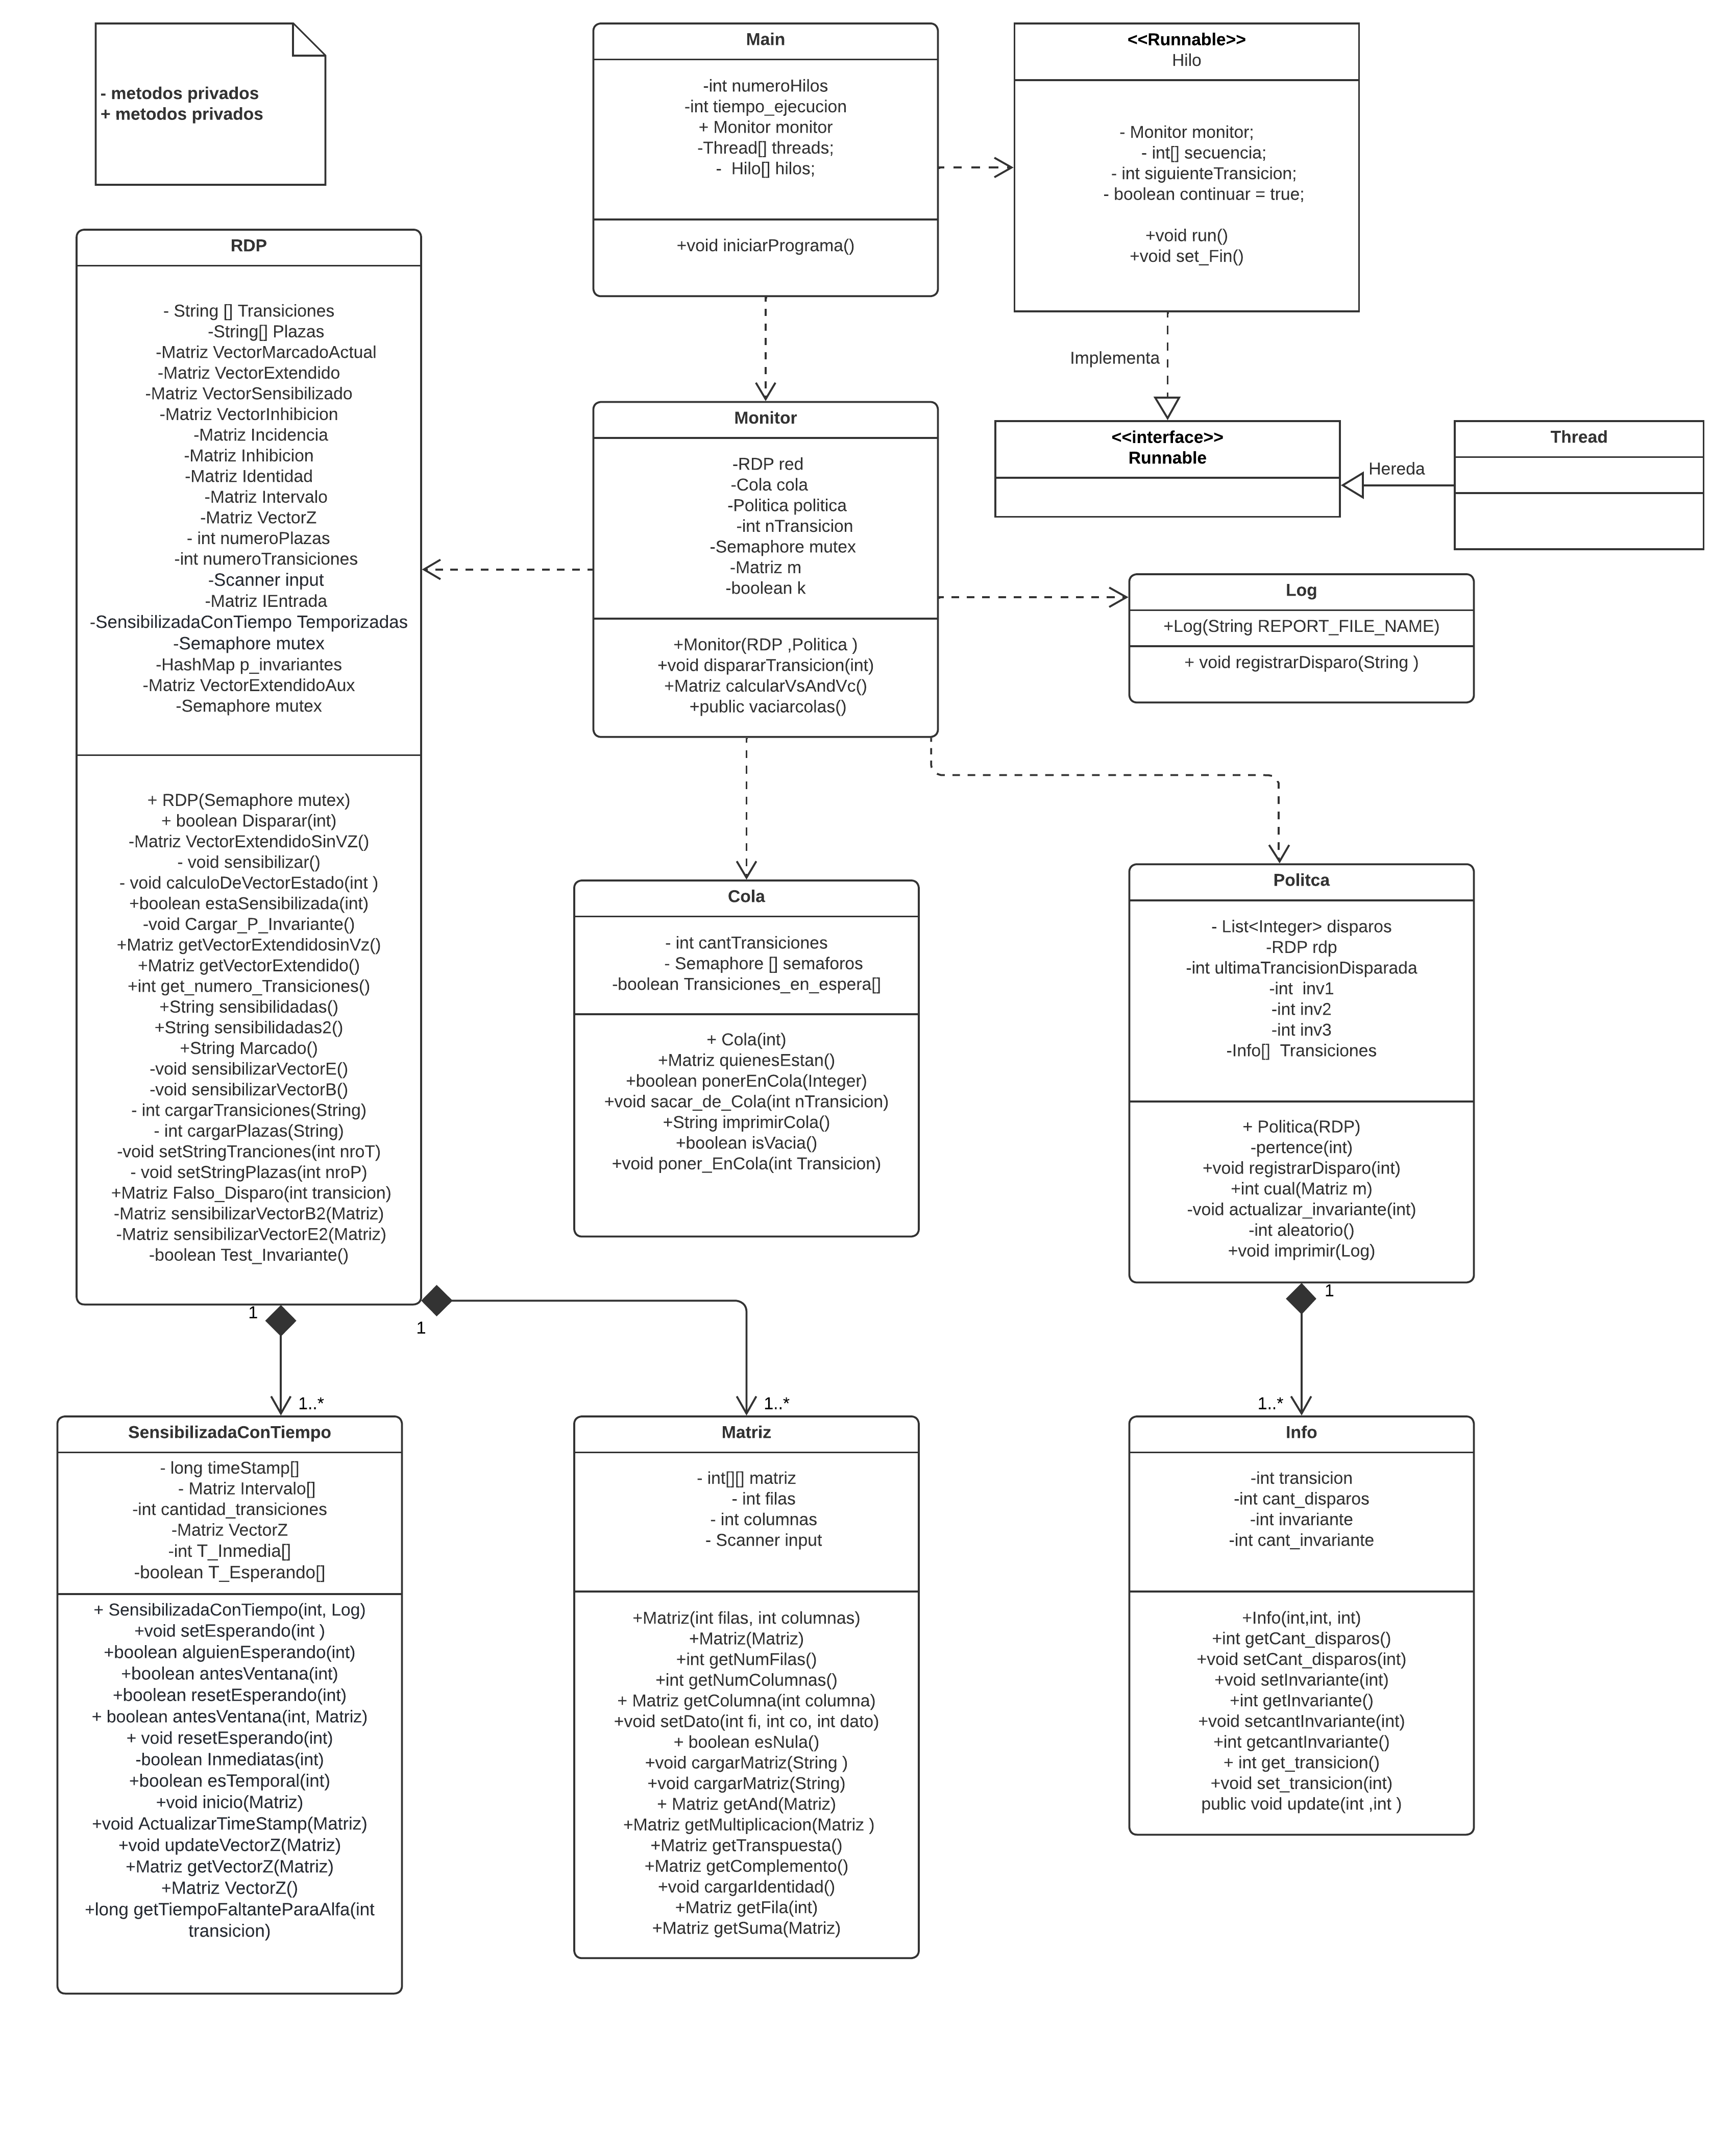 - metodos privados
+ metodos privados
Main
-int numeroHilos
-int tiempo_ejecucion
+ Monitor monitor
-Thread[] threads;
- Hilo[] hilos;
+void iniciarPrograma()
<<Runnable>>
Hilo
- Monitor monitor;
- int[] secuencia;
- int siguienteTransicion;
- boolean continuar = true;
+void run()
+void set_Fin()
Implementa
<<interface>>
Runnable
Hereda
Thread
RDP
- String [] Transiciones
-String[] Plazas
-Matriz VectorMarcadoActual
-Matriz VectorExtendido
-Matriz VectorSensibilizado
-Matriz VectorInhibicion
-Matriz Incidencia
-Matriz Inhibicion
-Matriz Identidad
-Matriz Intervalo
-Matriz VectorZ
- int numeroPlazas
-int numeroTransiciones
-Scanner input
-Matriz IEntrada
-SensibilizadaConTiempo Temporizadas
-Semaphore mutex
-HashMap p_invariantes
-Matriz VectorExtendidoAux
-Semaphore mutex
+ RDP(Semaphore mutex)
+ boolean Disparar(int)
-Matriz VectorExtendidoSinVZ()
- void sensibilizar()
- void calculoDeVectorEstado(int )
+boolean estaSensibilizada(int)
-void Cargar_P_Invariante()
+Matriz getVectorExtendidosinVz()
+Matriz getVectorExtendido()
+int get_numero_Transiciones()
+String sensibilidadas()
+String sensibilidadas2()
+String Marcado()
-void sensibilizarVectorE()
-void sensibilizarVectorB()
- int cargarTransiciones(String)
- int cargarPlazas(String)
-void setStringTranciones(int nroT)
- void setStringPlazas(int nroP)
+Matriz Falso_Disparo(int transicion)
-Matriz sensibilizarVectorB2(Matriz)
-Matriz sensibilizarVectorE2(Matriz)
-boolean Test_Invariante()
Monitor
-RDP red
-Cola cola
-Politica politica
-int nTransicion
-Semaphore mutex
-Matriz m
-boolean k
+Monitor(RDP ,Politica )
+void dispararTransicion(int)
+Matriz calcularVsAndVc()
+public vaciarcolas()
Log
+Log(String REPORT_FILE_NAME)
+ void registrarDisparo(String )
Cola
- int cantTransiciones
- Semaphore [] semaforos
-boolean Transiciones_en_espera[]
+ Cola(int)
+Matriz quienesEstan()
+boolean ponerEnCola(Integer)
+void sacar_de_Cola(int nTransicion)
+String imprimirCola()
+boolean isVacia()
+void poner_EnCola(int Transicion)
Politca
- List<Integer> disparos
-RDP rdp
-int ultimaTrancisionDisparada
-int inv1
-int inv2
-int inv3
-Info[] Transiciones
+ Politica(RDP)
-pertence(int)
+void registrarDisparo(int)
+int cual(Matriz m)
-void actualizar_invariante(int)
-int aleatorio()
+void imprimir(Log)
1
1..*
1
1..*
1
1..*
SensibilizadaConTiempo
- long timeStamp[]
- Matriz Intervalo[]
-int cantidad_transiciones
-Matriz VectorZ
-int T_Inmedia[]
-boolean T_Esperando[]
+ SensibilizadaConTiempo(int, Log)
+void setEsperando(int )
+boolean alguienEsperando(int)
+boolean antesVentana(int)
+boolean resetEsperando(int)
+ boolean antesVentana(int, Matriz)
+ void resetEsperando(int)
-boolean Inmediatas(int)
+boolean esTemporal(int)
+void inicio(Matriz)
+void ActualizarTimeStamp(Matriz)
+void updateVectorZ(Matriz)
+Matriz getVectorZ(Matriz)
+Matriz VectorZ()
+long getTiempoFaltanteParaAlfa(int
transicion)
Matriz
- int[][] matriz
- int filas
- int columnas
- Scanner input
+Matriz(int filas, int columnas)
+Matriz(Matriz)
+int getNumFilas()
+int getNumColumnas()
+ Matriz getColumna(int columna)
+void setDato(int fi, int co, int dato)
+ boolean esNula()
+void cargarMatriz(String )
+void cargarMatriz(String)
+ Matriz getAnd(Matriz)
+Matriz getMultiplicacion(Matriz )
+Matriz getTranspuesta()
+Matriz getComplemento()
+void cargarIdentidad()
+Matriz getFila(int)
+Matriz getSuma(Matriz)
Info
-int transicion
-int cant_disparos
-int invariante
-int cant_invariante
+Info(int,int, int)
+int getCant_disparos()
+void setCant_disparos(int)
+void setInvariante(int)
+int getInvariante()
+void setcantInvariante(int)
+int getcantInvariante()
+ int get_transicion()
+void set_transicion(int)
public void update(int ,int )